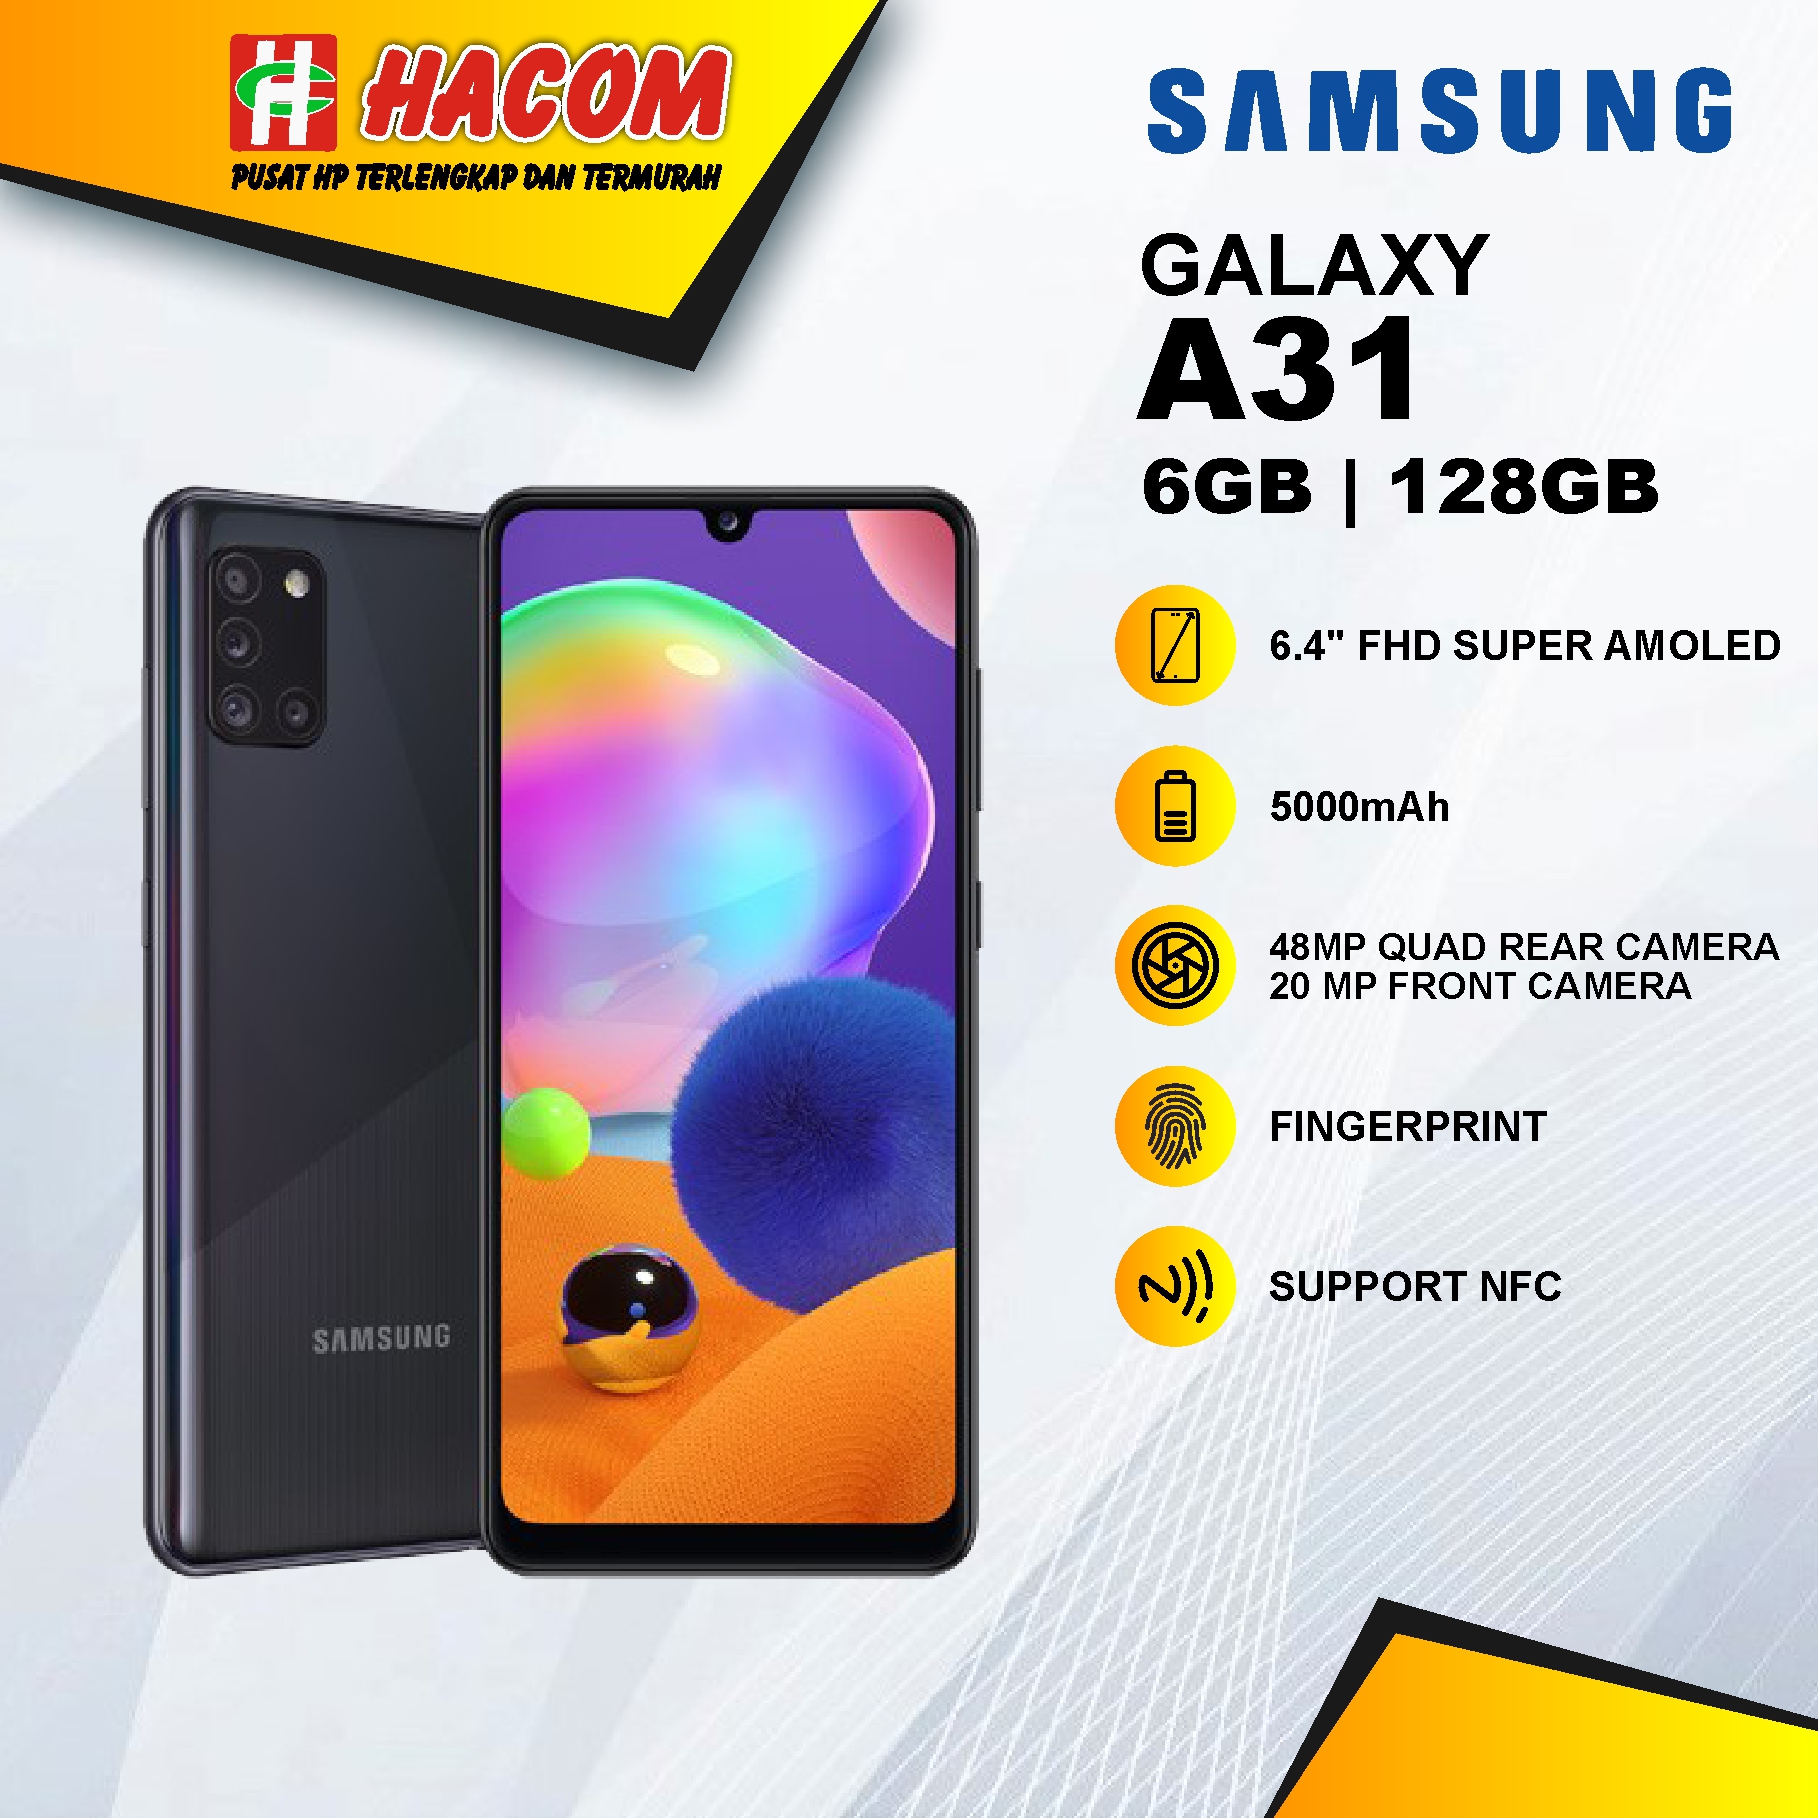 HACOM
PUSAT HP TERLENGKAP DAN TERMURAH
SAMSUNG
GALAXY
A31
6GB | 128GB
6.4" FHD SUPER AMOLED
5000mAh
48MP QUAD REAR CAMERA
20 MP FRONT CAMERA
FINGERPRINT
SUPPORT NFC
SAMSUNG